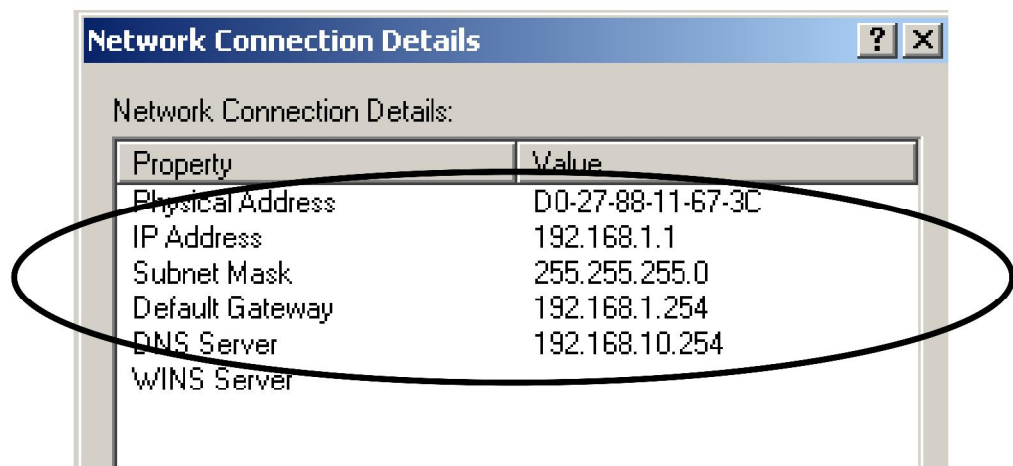 Network Connection Details
Network Connection Details:
Property Value
Physical Address D0-27-88-11-67-3C
IP Address 192.168.1.1
Subnet Mask 255.255.255.0
Default Gateway 192.168.1.254
DNS Server 192.168.10.254
WINS Server